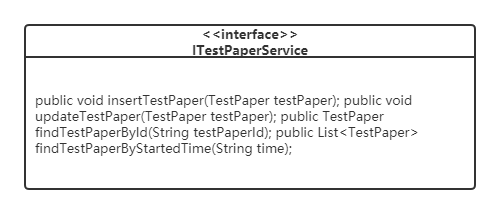 <<interface>>
ITestPaperService
public void insertTestPaper(TestPaper testPaper); public void
updateTestPaper(TestPaper testPaper); public TestPaper
findTestPaperById(String testPaperId); public List<TestPaper>
findTestPaperByStartedTime(String time);